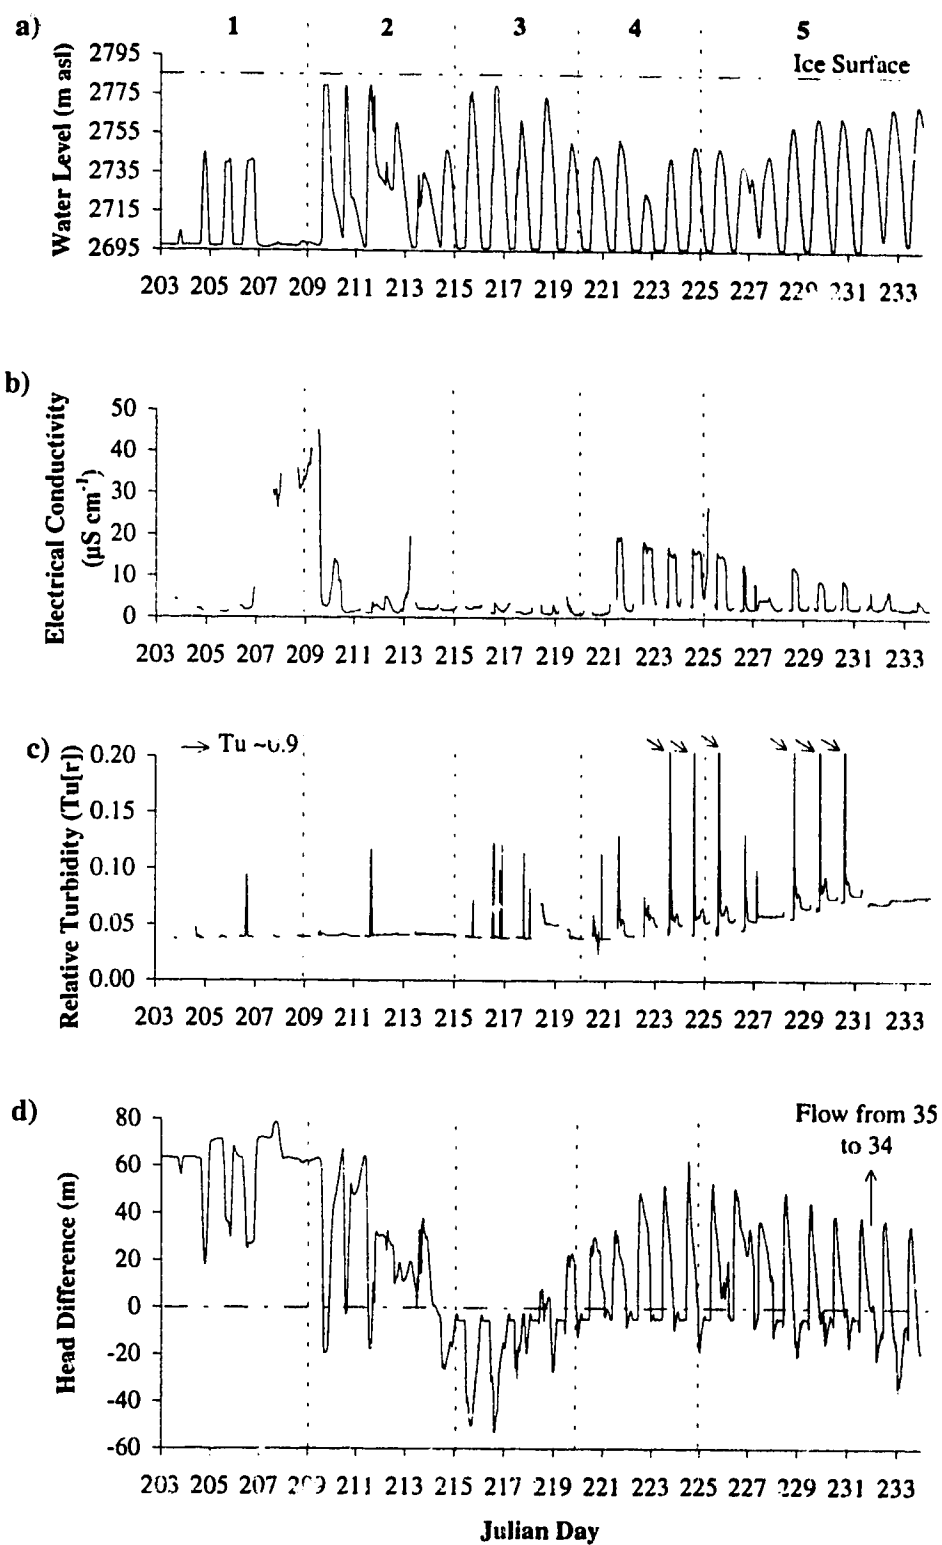 a)
1 2 3 4 5
Water Level (m asl)
2795
Ice Surface
2775
2755
2735
2715
2695
203 205 207 209 211 213 215 217 219 221 223 225 227 229 231 233
b)
Electrical Conductivity
(µS cm⁻¹)
50
40
30
20
10
0
203 205 207 209 211 213 215 217 219 221 223 225 227 229 231 233
c)
→ Tu ~0.9
Relative Turbidity (Tu[r])
0.20
0.15
0.10
0.05
0.00
203 205 207 209 211 213 215 217 219 221 223 225 227 229 231 233
d)
Flow from 35
to 34
Head Difference (m)
80
60
40
20
0
-20
-40
-60
203 205 207 209 211 213 215 217 219 221 223 225 227 229 231 233
Julian Day